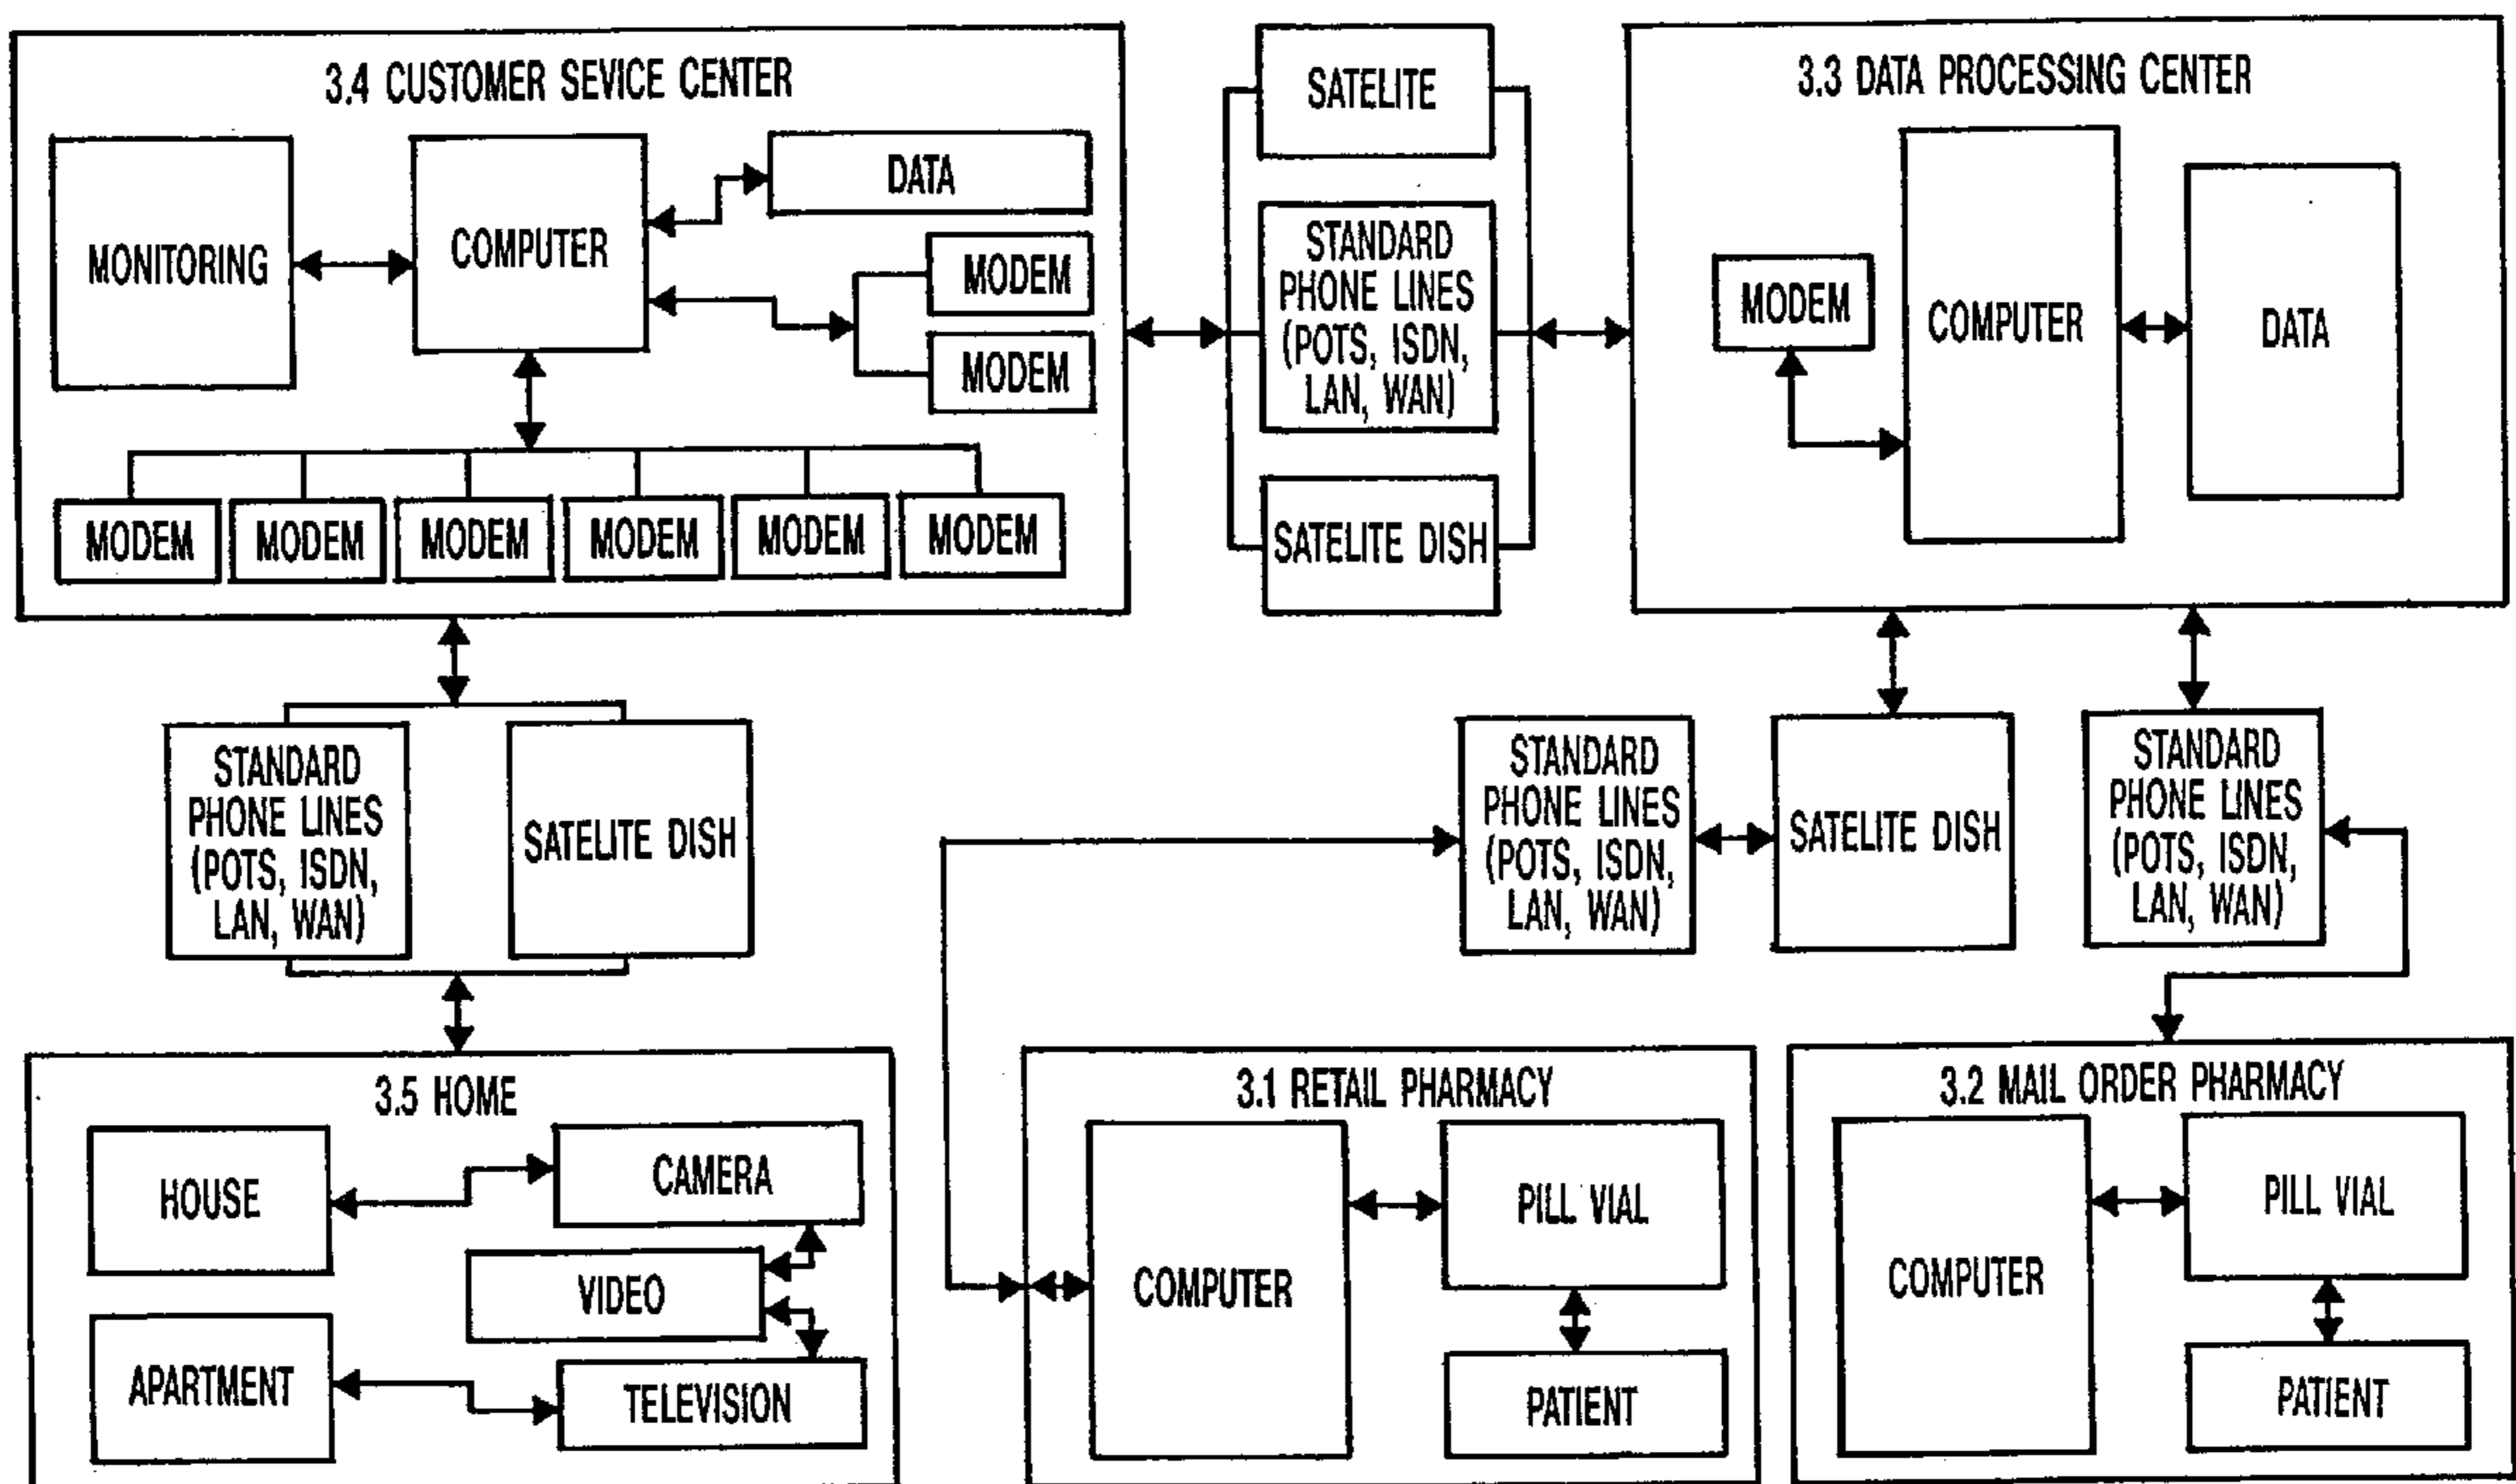 3.4 CUSTOMER SEVICE CENTER
MONITORING
COMPUTER
DATA
MODEM
MODEM
MODEM
MODEM
MODEM
MODEM
MODEM
MODEM
SATELITE
STANDARD
PHONE LINES
(POTS, ISDN,
LAN, WAN)
SATELITE DISH
3.3 DATA PROCESSING CENTER
MODEM
COMPUTER
DATA
STANDARD
PHONE LINES
(POTS, ISDN,
LAN, WAN)
SATELITE DISH
STANDARD
PHONE LINES
(POTS, ISDN,
LAN, WAN)
SATELITE DISH
STANDARD
PHONE LINES
(POTS, ISDN,
LAN, WAN)
3.5 HOME
HOUSE
CAMERA
VIDEO
APARTMENT
TELEVISION
3.1 RETAIL PHARMACY
COMPUTER
PILL VIAL
PATIENT
3.2 MAIL ORDER PHARMACY
COMPUTER
PILL VIAL
PATIENT